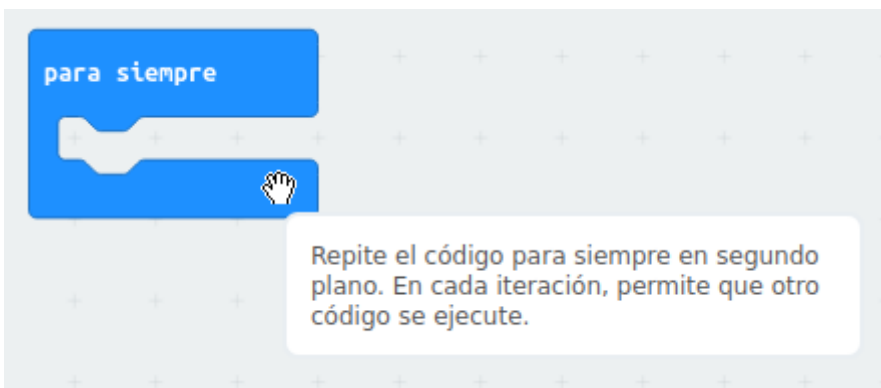 para siempre
Repite el código para siempre en segundo
plano. En cada iteración, permite que otro
código se ejecute.